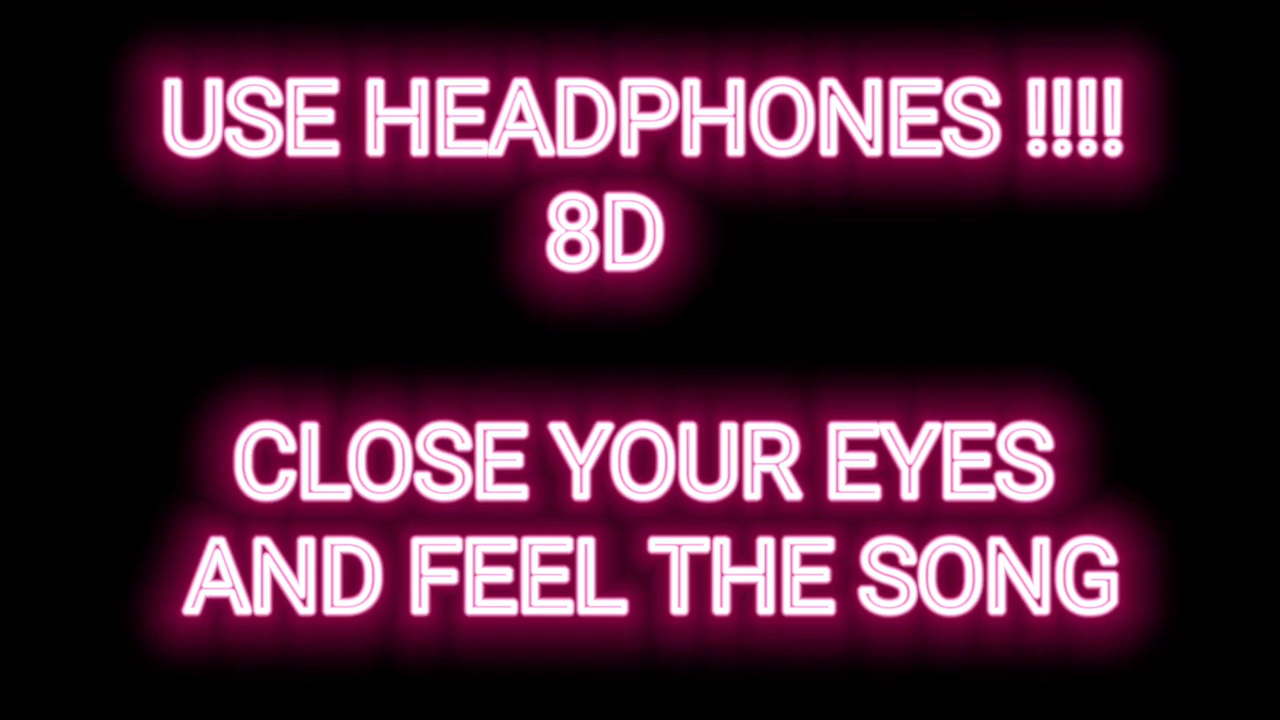 USE HEADPHONES !!!!
8D
CLOSE YOUR EYES
AND FEEL THE SONG